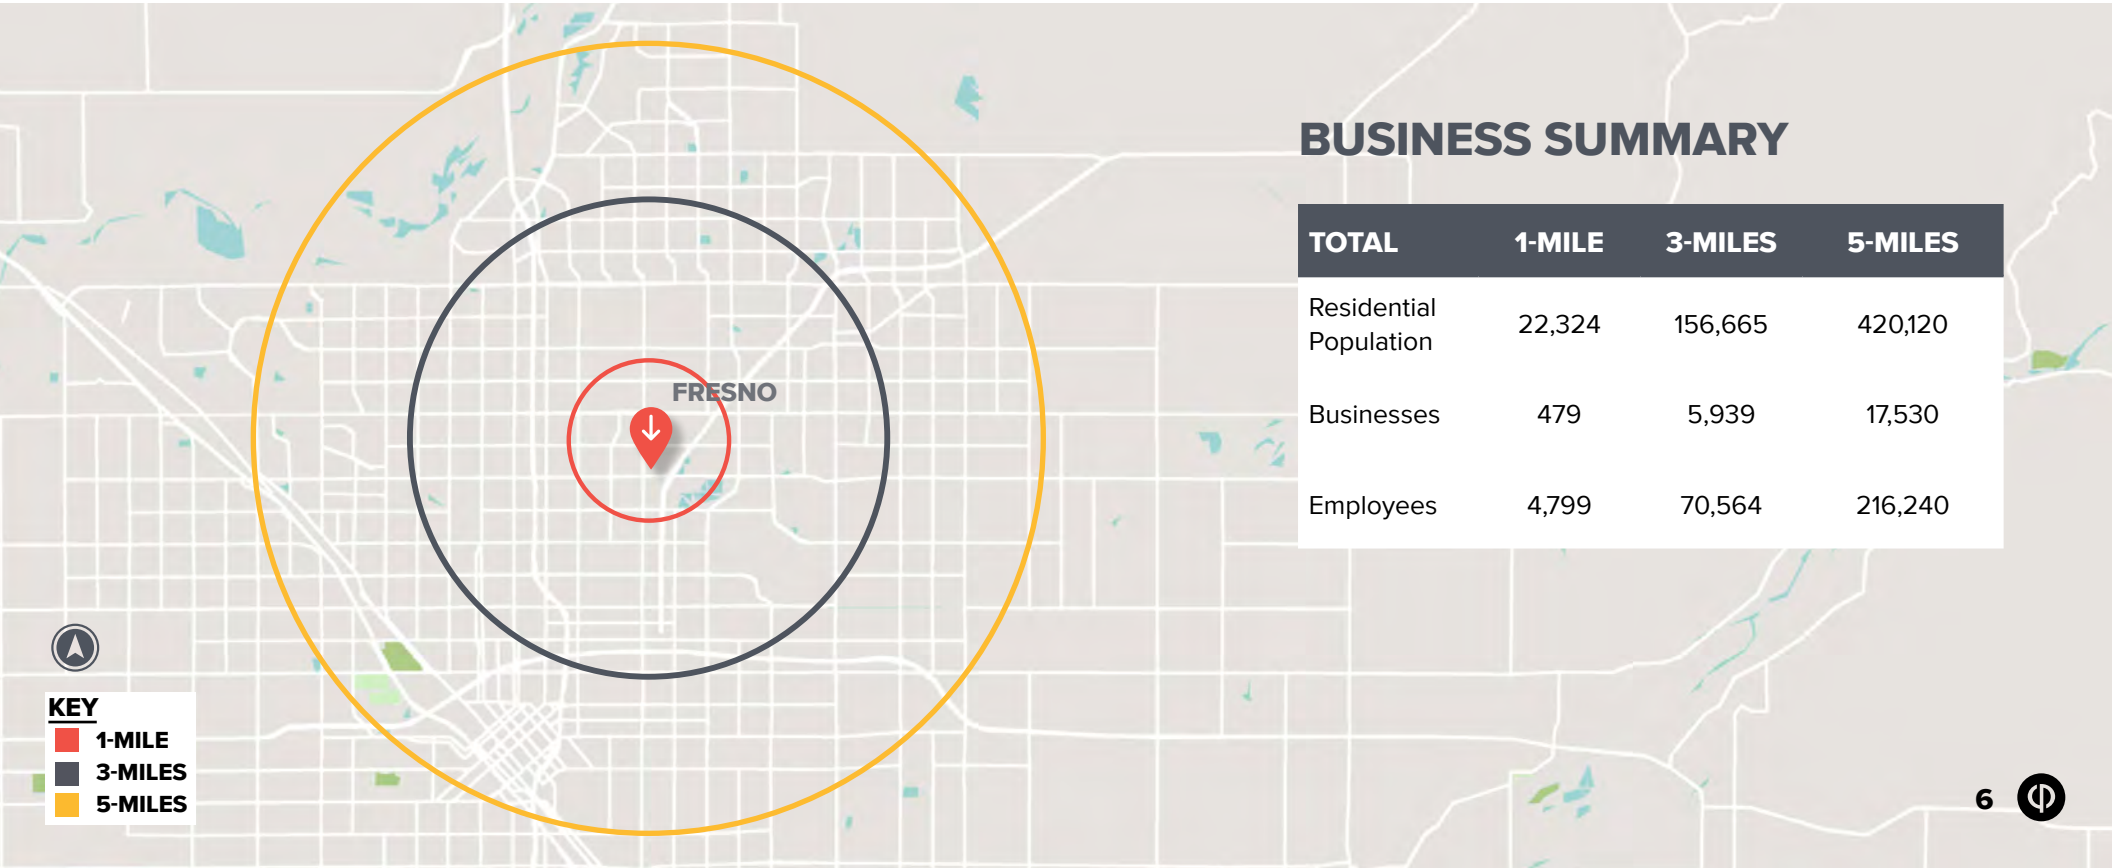 BUSINESS SUMMARY
TOTAL 1-MILE 3-MILES 5-MILES
Residential
Population 22,324 156,665 420,120
Businesses 479 5,939 17,530
Employees 4,799 70,564 216,240
FRESNO
KEY
1-MILE
3-MILES
5-MILES
6